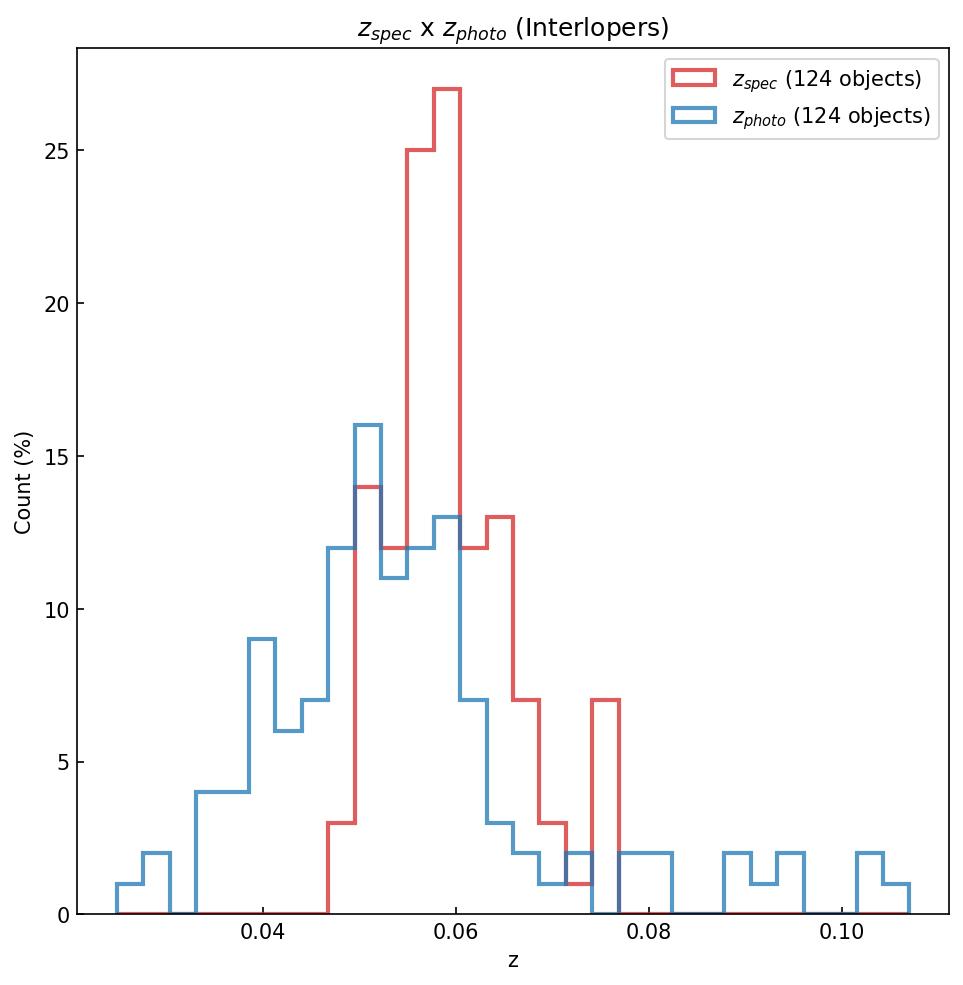 z_spec x z_photo (Interlopers)
z_spec (124 objects)
z_photo (124 objects)
Count (%)
25
20
15
10
5
0
0.04 0.06 0.08 0.10
z